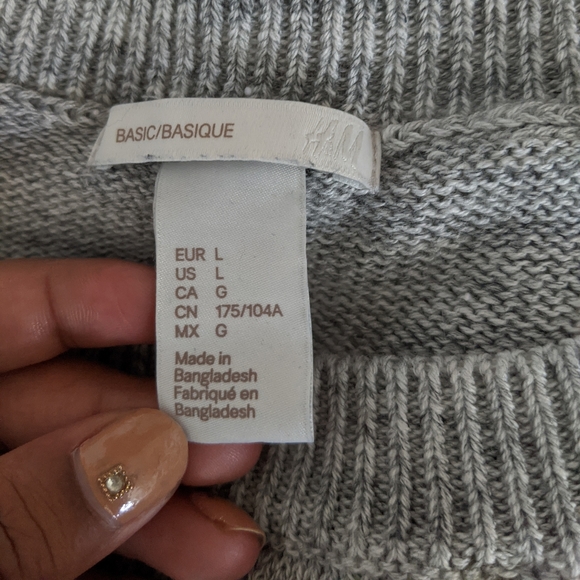 BASIC/BASIQUE H&M
EUR L
US L
CA G
CN 175/104A
MX G
Made in
Bangladesh
Fabriqué en
Bangladesh